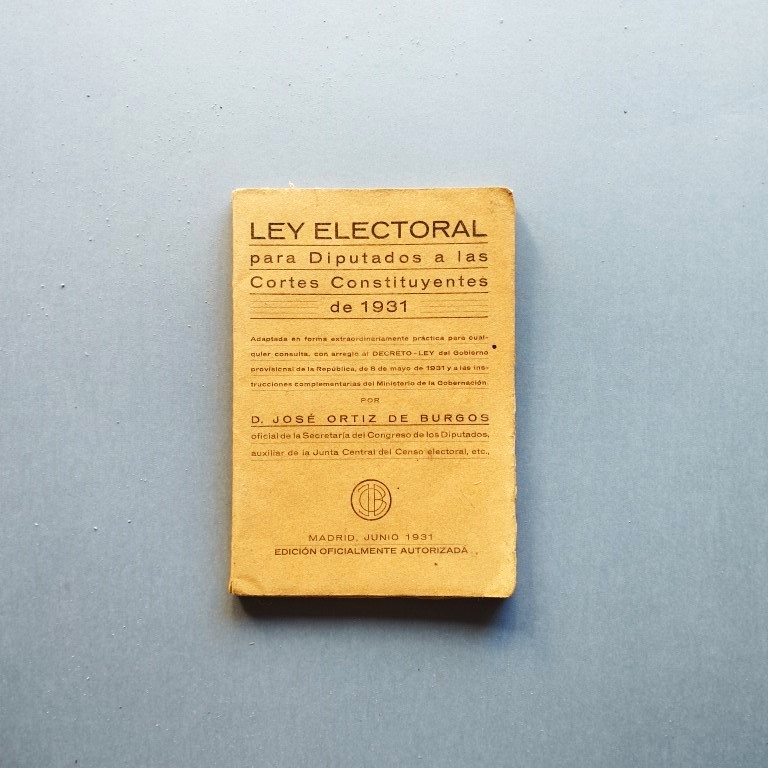 LEY ELECTORAL
para Diputados a las
Cortes Constituyentes
de 1931
Adaptada en forma extraordinariamente práctica para cual-
quier consulta, con arreglo al DECRETO-LEY del Gobierno
provisional de la República, de 8 de mayo de 1931 y a las ins-
trucciones complementarias del Ministerio de la Gobernación.
POR
D. JOSÉ ORTIZ DE BURGOS
oficial de la Secretaría del Congreso de los Diputados,
auxiliar de la Junta Central del Censo electoral, etc.,
MADRID, JUNIO 1931
EDICIÓN OFICIALMENTE AUTORIZADA